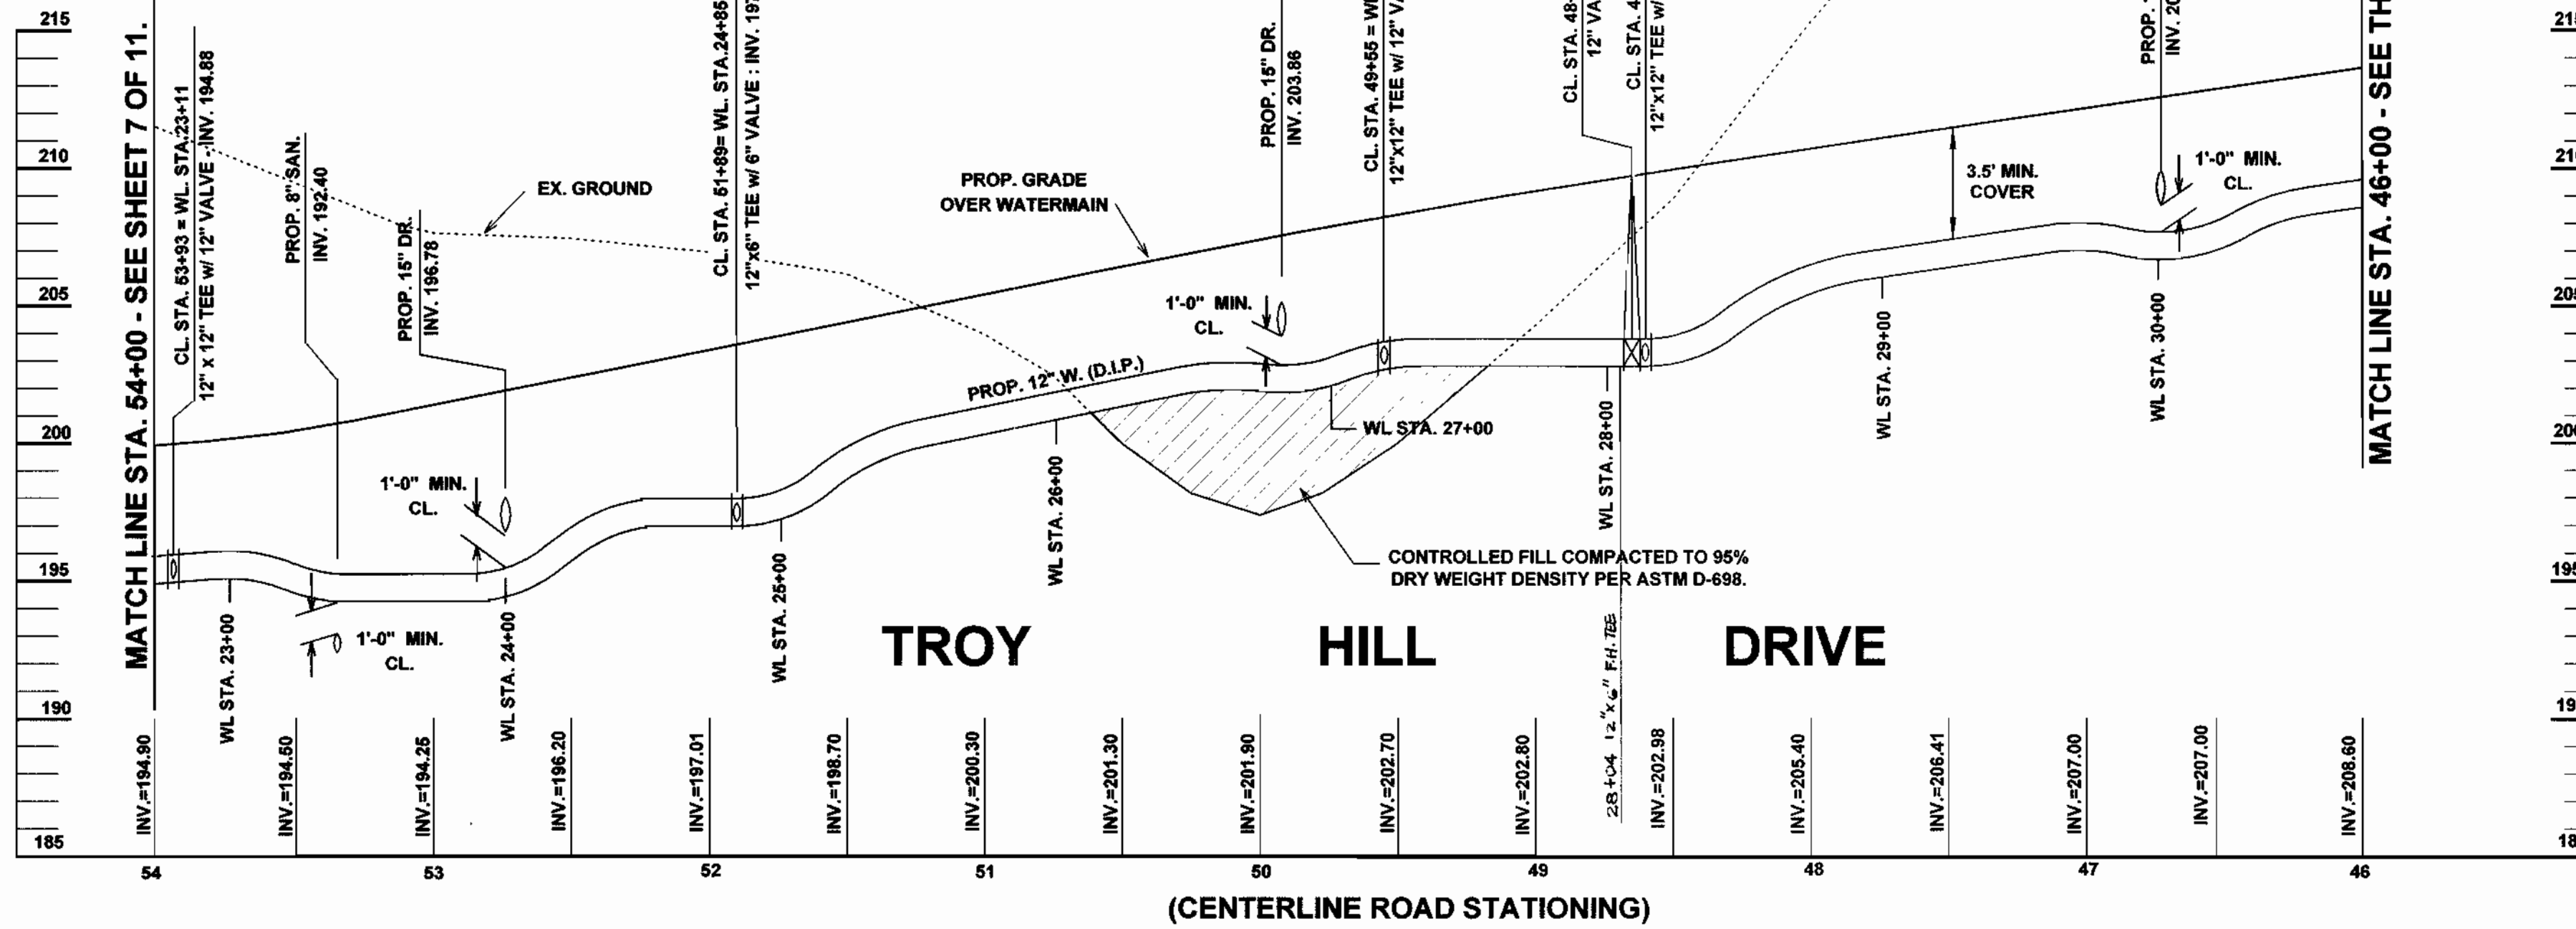 215
210
205
200
195
190
185
MATCH LINE STA. 54+00 - SEE SHEET 7 OF 11.
CL. STA. 53+93 = WL. STA.23+11
12" x 12" TEE w/ 12" VALVE - INV. 194.88
PROP. 8" SAN.
INV. 192.40
PROP. 15" DR.
INV. 196.78
EX. GROUND
CL. STA. 51+89= WL. STA.24+85
12"x6" TEE w/ 6" VALVE : INV.
PROP. GRADE
OVER WATERMAIN
PROP. 15" DR.
INV. 203.86
CL. STA. 49+55 =
12"x12" TEE w/ 12"
CL. STA.
12"
CL. STA.
12"x12" TEE
3.5' MIN.
COVER
PROP.
INV.
1'-0" MIN.
CL.
MATCH LINE STA. 46+00 - SEE
1'-0" MIN.
CL.
PROP. 12" W. (D.I.P.)
1'-0" MIN.
CL.
1'-0" MIN.
CL.
WL STA. 23+00
WL STA. 24+00
WL STA. 25+00
WL STA. 26+00
WL STA. 27+00
WL STA. 28+00
WL STA. 29+00
WL STA. 30+00
CONTROLLED FILL COMPACTED TO 95%
DRY WEIGHT DENSITY PER ASTM D-698.
28+04 12"x6" F.H. TEE
TROY HILL DRIVE
INV.=194.90
INV.=194.50
INV.=194.25
INV.=196.20
INV.=197.01
INV.=198.70
INV.=200.30
INV.=201.30
INV.=201.90
INV.=202.70
INV.=202.80
INV.=202.98
INV.=205.40
INV.=206.41
INV.=207.00
INV.=207.00
INV.=208.60
54 53 52 51 50 49 48 47 46
(CENTERLINE ROAD STATIONING)